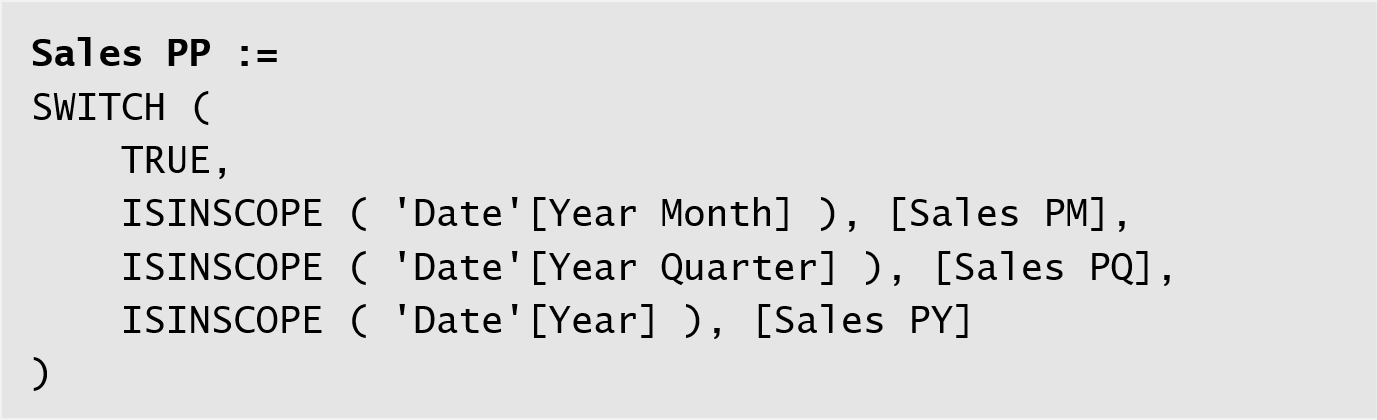 Sales PP :=
SWITCH (
    TRUE,
    ISINSCOPE ( 'Date'[Year Month] ), [Sales PM],
    ISINSCOPE ( 'Date'[Year Quarter] ), [Sales PQ],
    ISINSCOPE ( 'Date'[Year] ), [Sales PY]
)